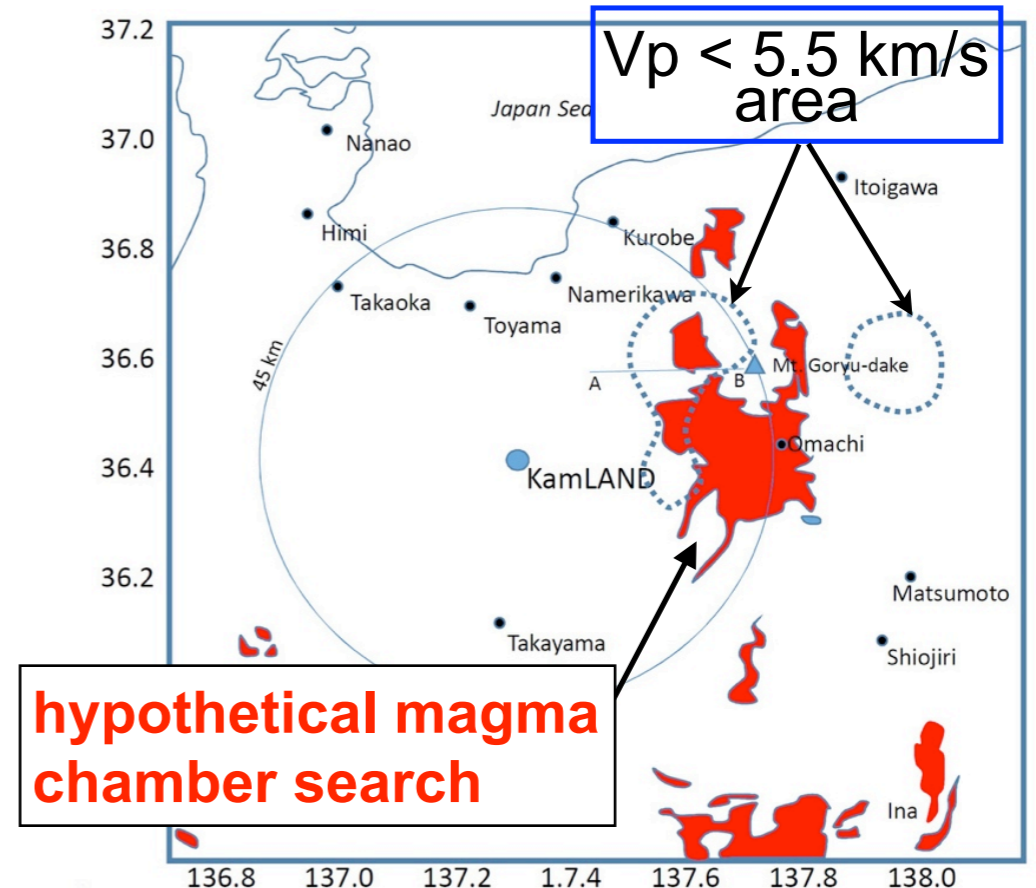 37.2
Vp < 5.5 km/s
area
Japan Sea
37.0
Nanao
Itoigawa
36.8
Himi
Kurobe
Takaoka
Namerikawa
Toyama
36.6
45 km
A
B
Mt. Goryu-dake
Omachi
36.4
KamLAND
36.2
Matsumoto
Takayama
Shiojiri
hypothetical magma
chamber search
Ina
136.8 137.0 137.2 1.7.4 137.6 137.8 138.0